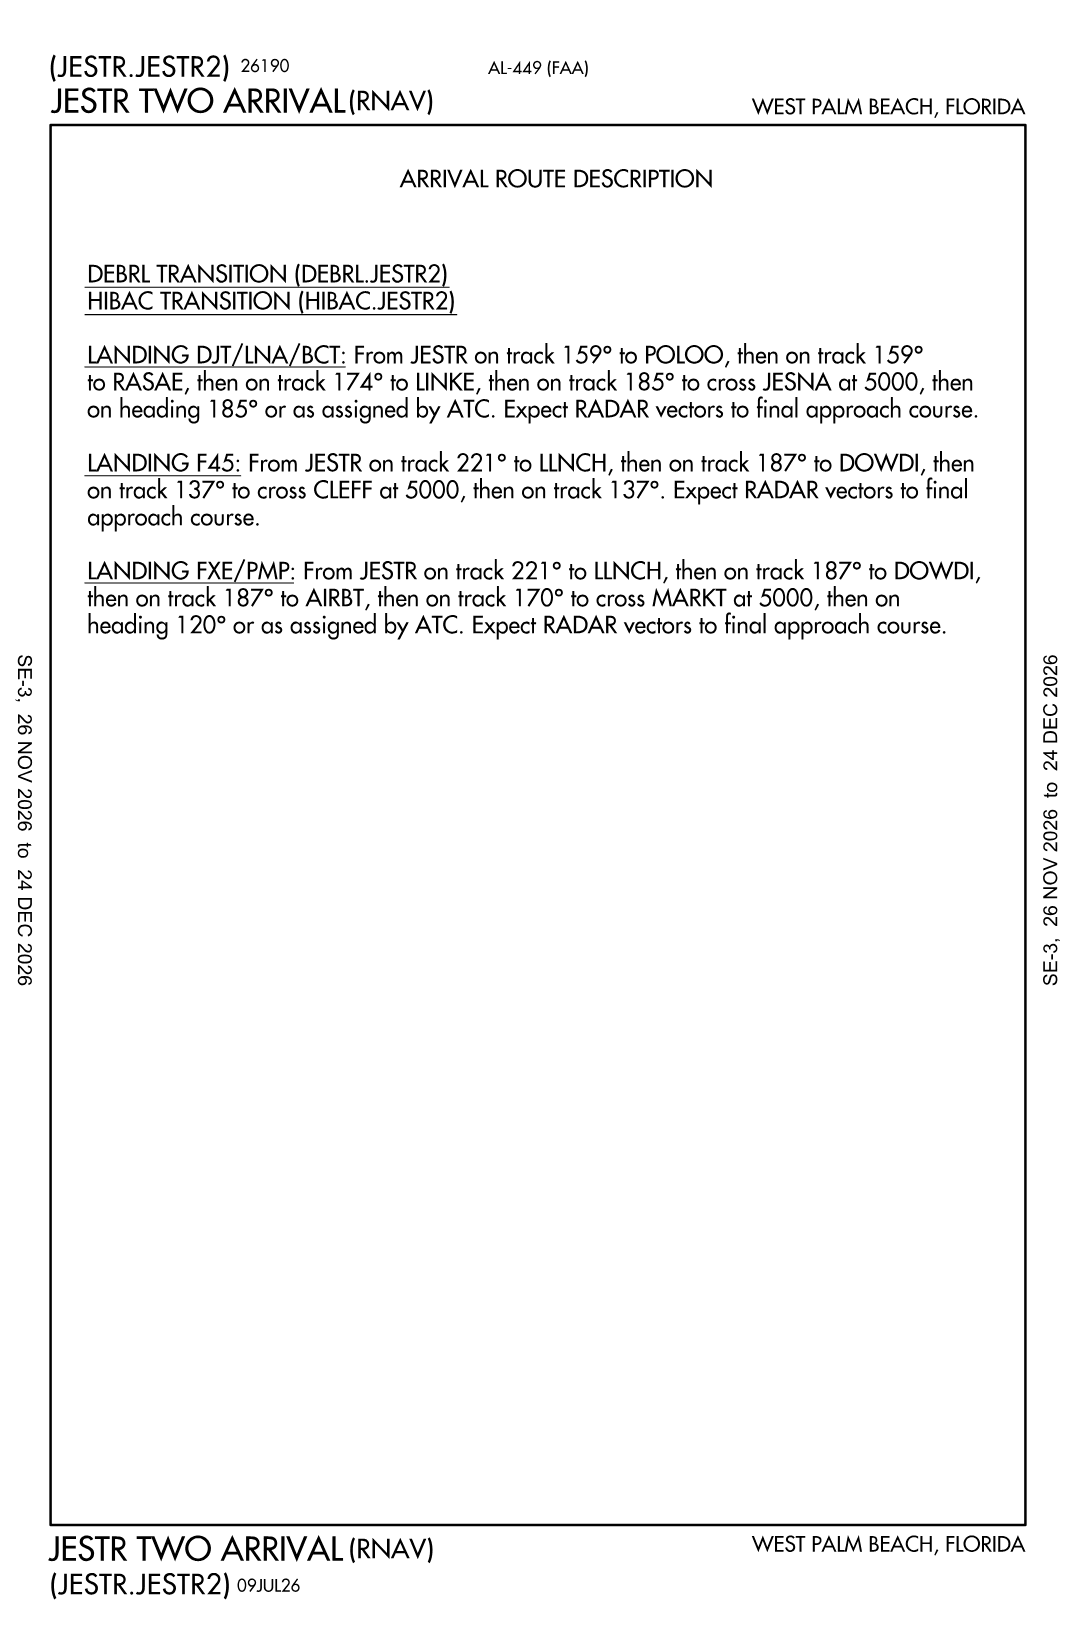 (JESTR.JESTR2) 26190
AL-449 (FAA)
JESTR TWO ARRIVAL (RNAV)
WEST PALM BEACH, FLORIDA
ARRIVAL ROUTE DESCRIPTION
DEBRL TRANSITION (DEBRL.JESTR2)
HIBAC TRANSITION (HIBAC.JESTR2)
LANDING DJT/LNA/BCT: From JESTR on track 159° to POLOO, then on track 159°
to RASAE, then on track 174° to LINKE, then on track 185° to cross JESNA at 5000, then
on heading 185° or as assigned by ATC. Expect RADAR vectors to final approach course.
LANDING F45: From JESTR on track 221° to LLNCH, then on track 187° to DOWDI, then
on track 137° to cross CLEFF at 5000, then on track 137°. Expect RADAR vectors to final
approach course.
LANDING FXE/PMP: From JESTR on track 221° to LLNCH, then on track 187° to DOWDI,
then on track 187° to AIRBT, then on track 170° to cross MARKT at 5000, then on
heading 120° or as assigned by ATC. Expect RADAR vectors to final approach course.
SE-3, 26 NOV 2026 to 24 DEC 2026
SE-3, 26 NOV 2026 to 24 DEC 2026
JESTR TWO ARRIVAL (RNAV)
WEST PALM BEACH, FLORIDA
(JESTR.JESTR2) 09JUL26